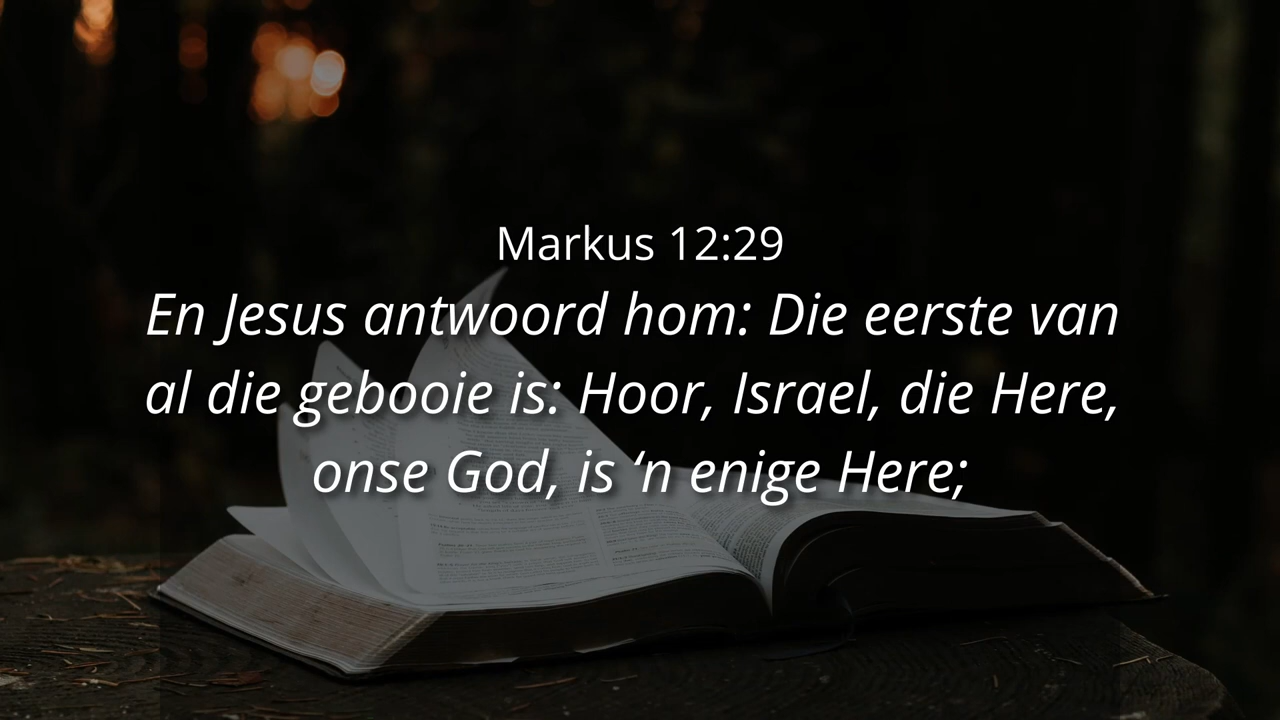 Markus 12:29
En Jesus antwoord hom: Die eerste van
al die gebooie is: Hoor, Israel, die Here,
onse God, is ‘n enige Here;